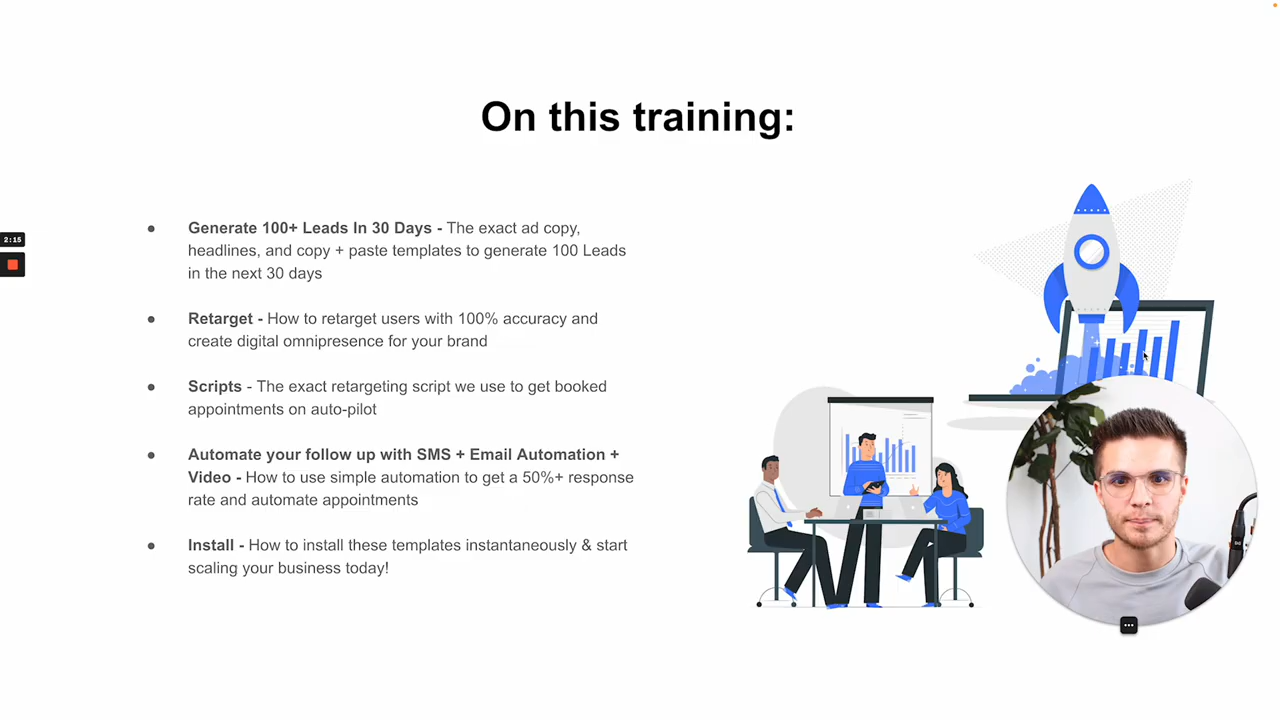 On this training:
2:15
● Generate 100+ Leads In 30 Days - The exact ad copy,
headlines, and copy + paste templates to generate 100 Leads
in the next 30 days
● Retarget - How to retarget users with 100% accuracy and
create digital omnipresence for your brand
● Scripts - The exact retargeting script we use to get booked
appointments on auto-pilot
● Automate your follow up with SMS + Email Automation +
Video - How to use simple automation to get a 50%+ response
rate and automate appointments
● Install - How to install these templates instantaneously & start
scaling your business today!